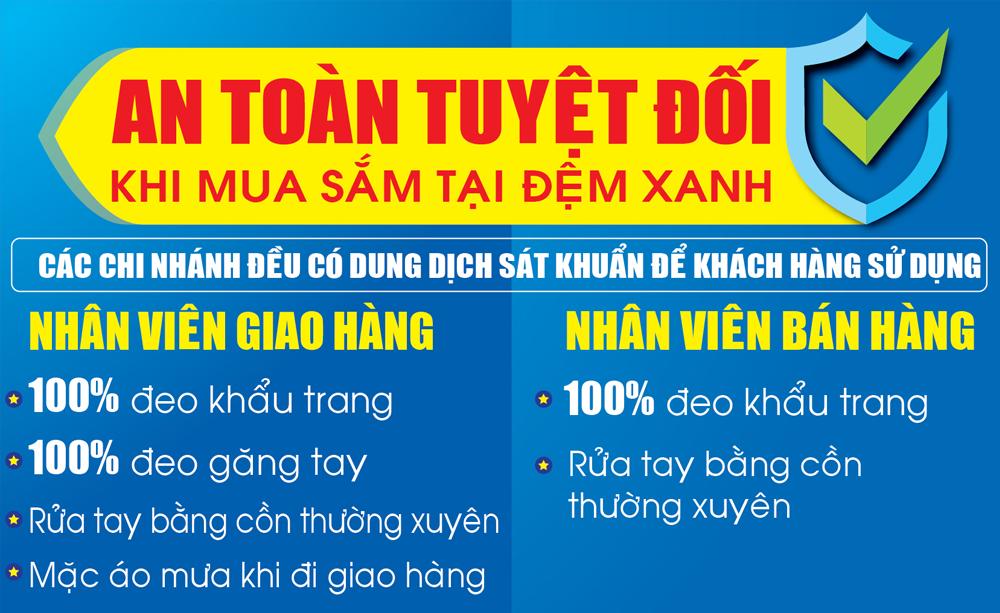 AN TOÀN TUYỆT ĐỐI
KHI MUA SẮM TẠI ĐỆM XANH
CÁC CHI NHÁNH ĐỀU CÓ DUNG DỊCH SÁT KHUẨN ĐỂ KHÁCH HÀNG SỬ DỤNG
NHÂN VIÊN GIAO HÀNG
100% đeo khẩu trang
100% đeo găng tay
Rửa tay bằng cồn thường xuyên
Mặc áo mưa khi đi giao hàng
NHÂN VIÊN BÁN HÀNG
100% đeo khẩu trang
Rửa tay bằng cồn
thường xuyên